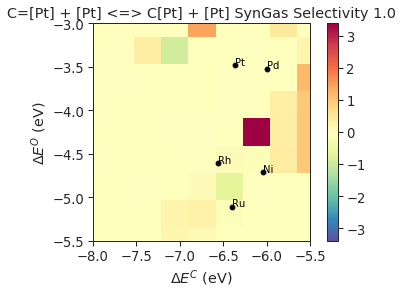 C=[Pt] + [Pt] <=> C[Pt] + [Pt] SynGas Selectivity 1.0
−3.0
−3.5
−4.0
−4.5
−5.0
−5.5
ΔE^O (eV)
Pt
Pd
Rh
Ni
Ru
−8.0 −7.5 −7.0 −6.5 −6.0 −5.5
ΔE^C (eV)
3
2
1
0
−1
−2
−3